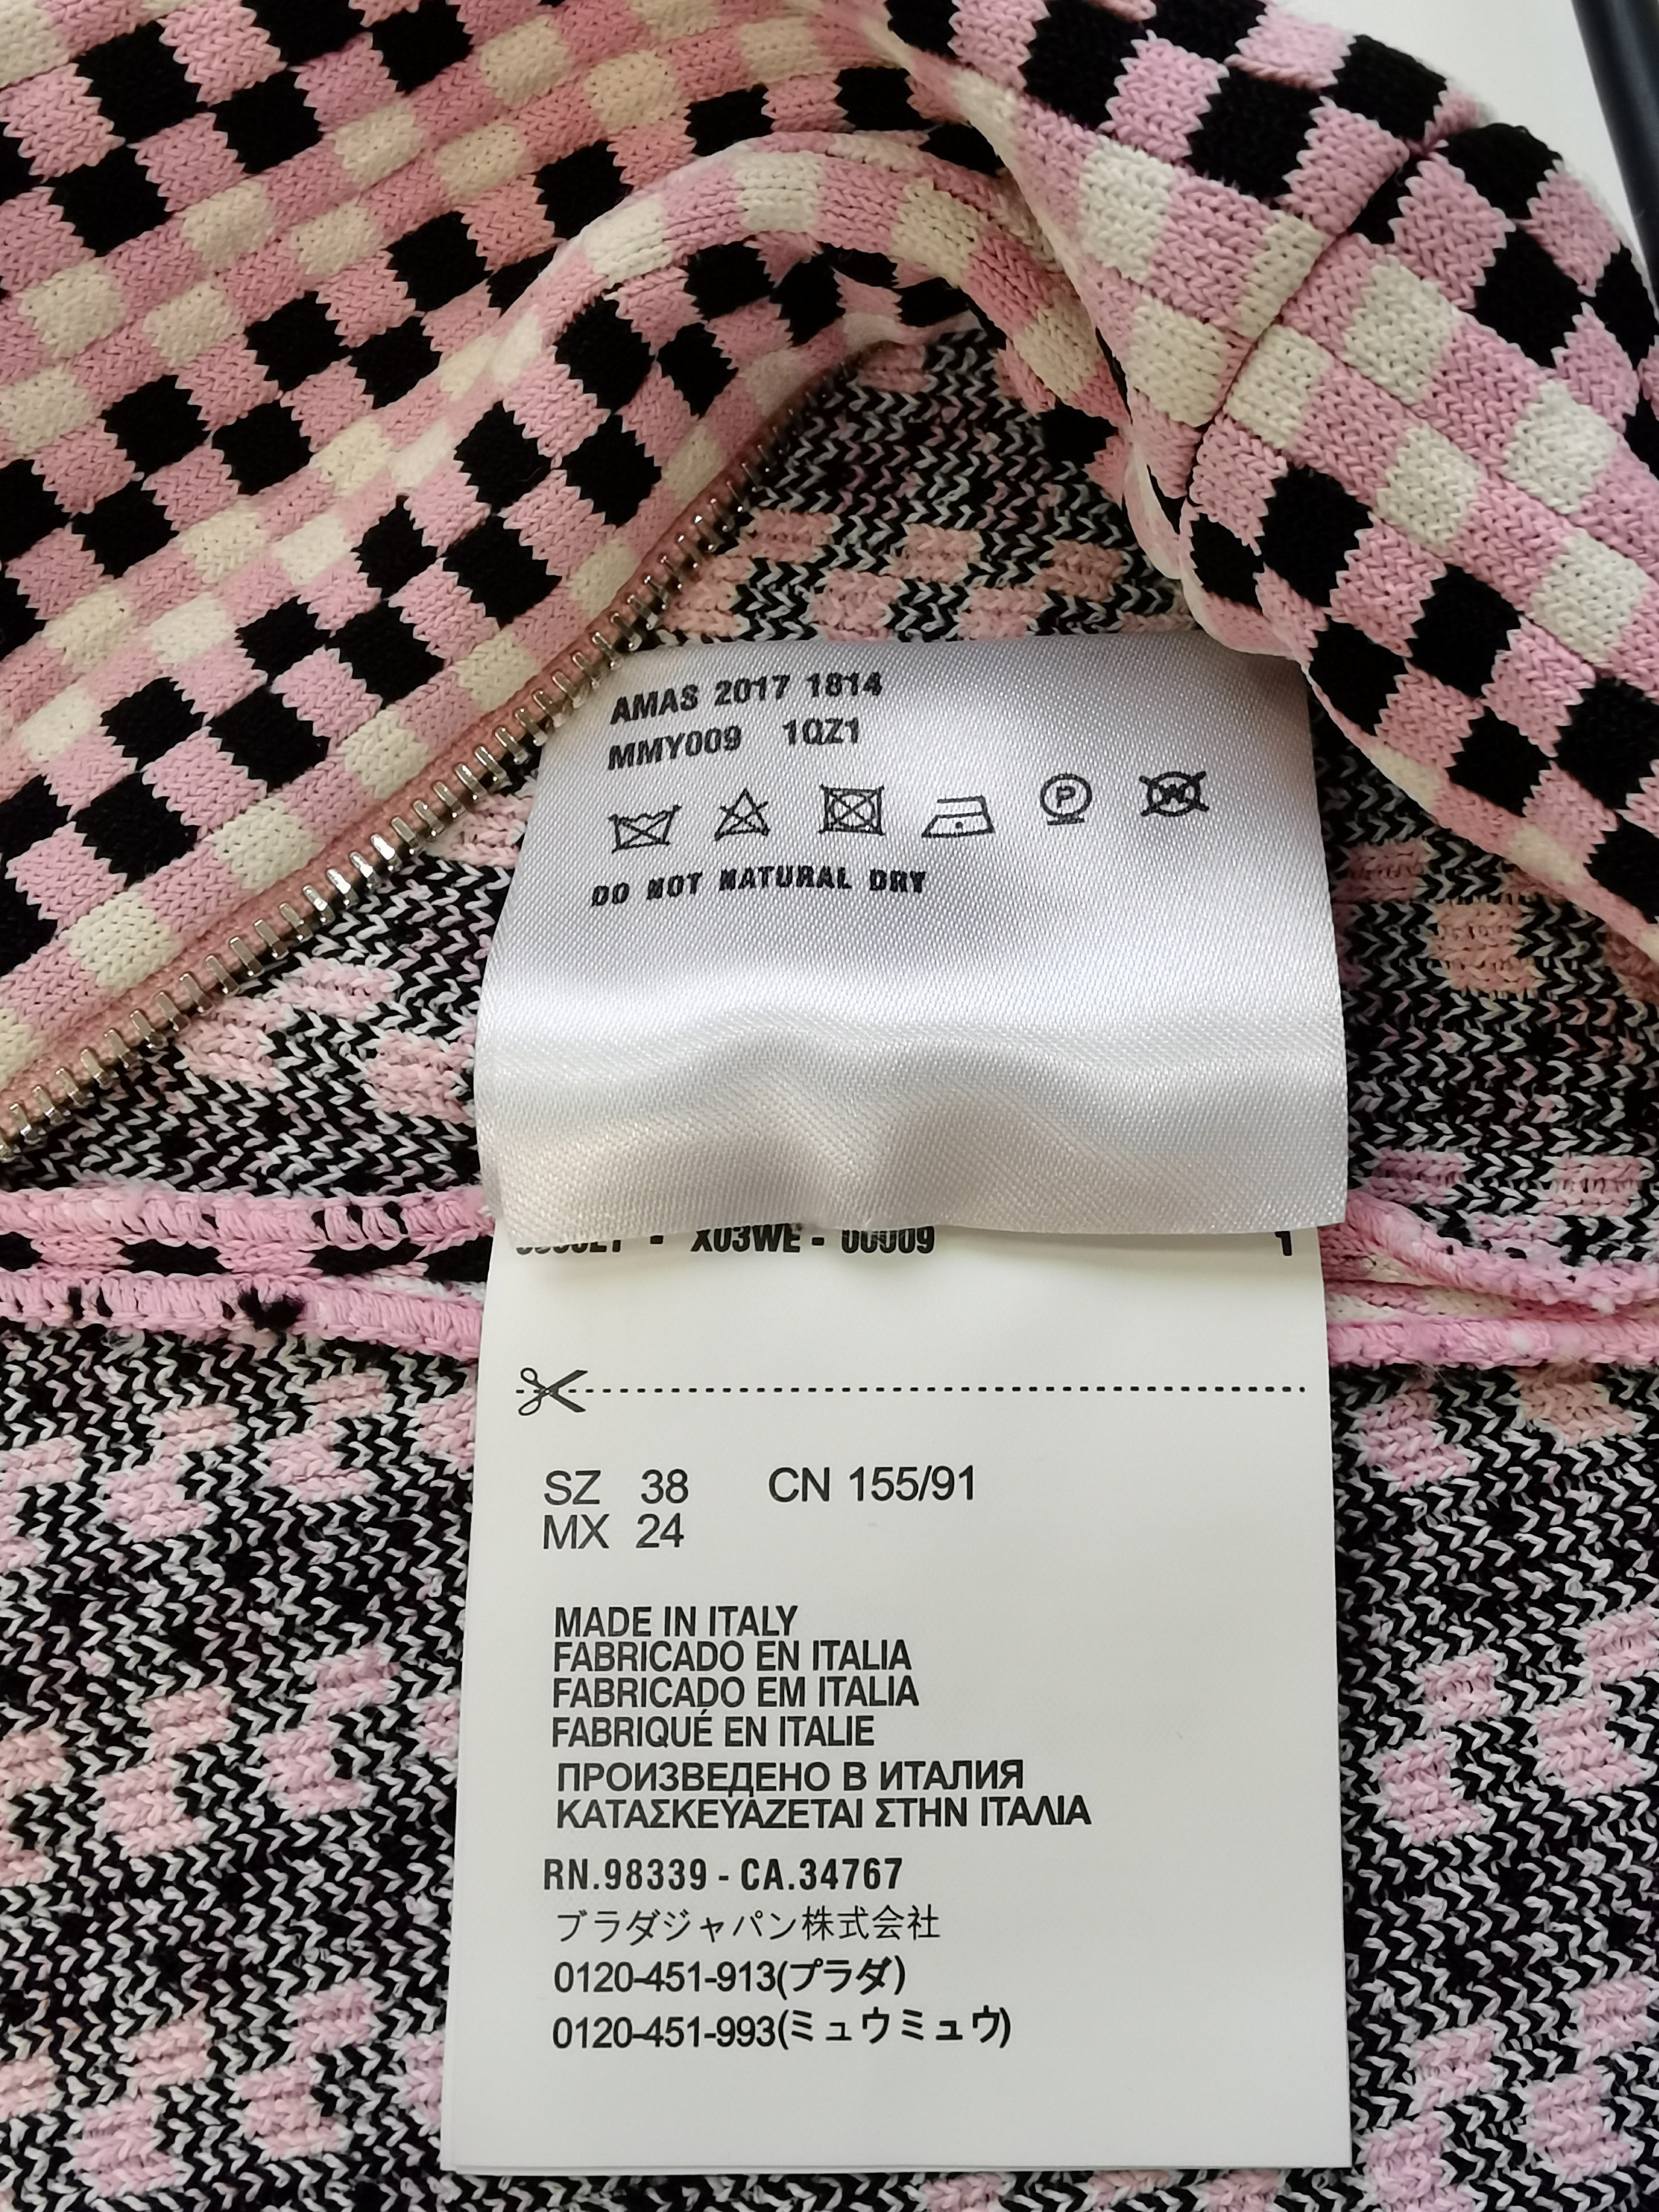 AMAS 2017 1814
MMY009 1QZ1
P W
DO NOT NATURAL DRY
X03WE - 00009 1
SZ 38 CN 155/91
MX 24
MADE IN ITALY
FABRICADO EN ITALIA
FABRICADO EM ITALIA
FABRIQUÉ EN ITALIE
ПРОИЗВЕДЕНО В ИТАЛИЯ
ΚΑΤΑΣΚΕΥΑΖΕΤΑΙ ΣΤΗΝ ΙΤΑΛΙΑ
RN.98339 - CA.34767
プラダジャパン株式会社
0120-451-913(プラダ)
0120-451-993(ミュウミュウ)